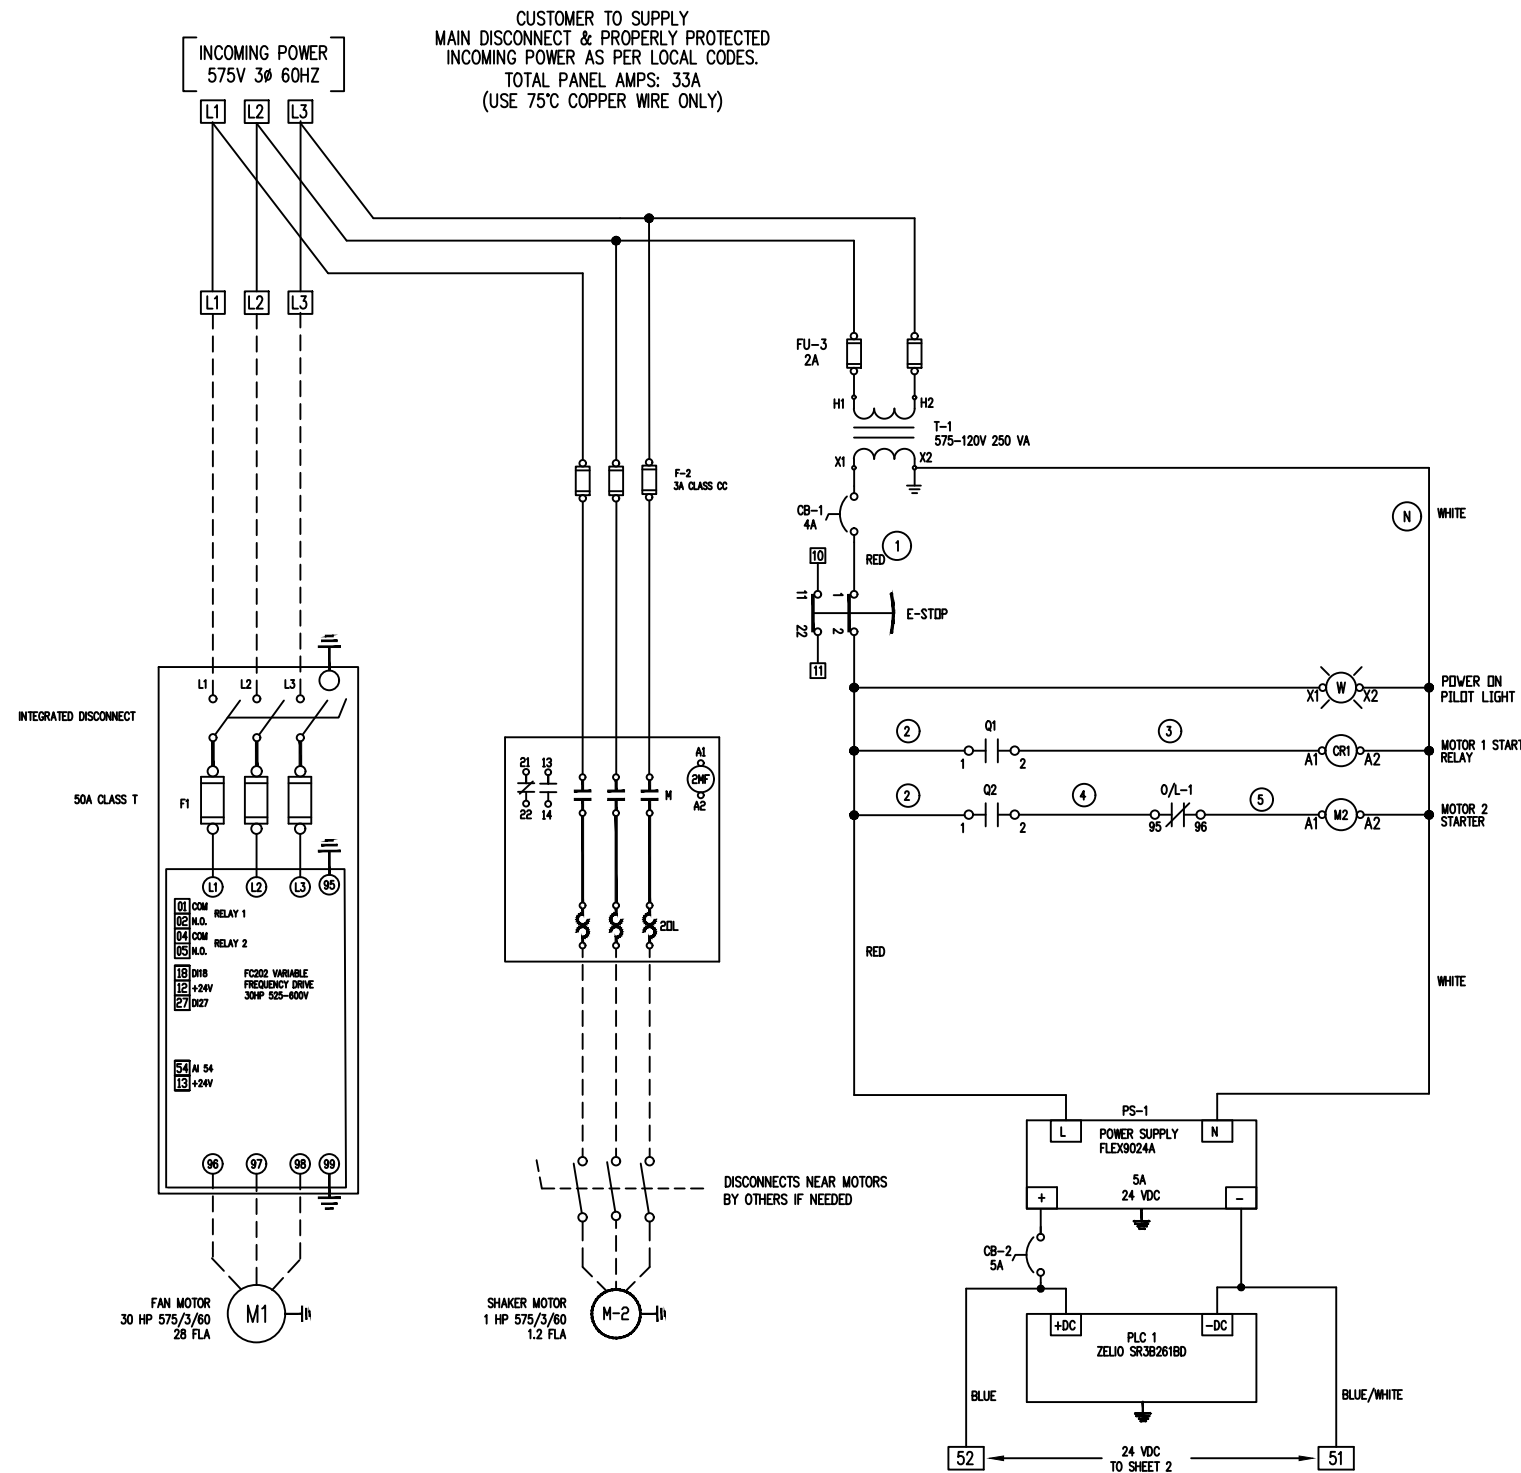 CUSTOMER TO SUPPLY
MAIN DISCONNECT & PROPERLY PROTECTED
INCOMING POWER AS PER LOCAL CODES.
TOTAL PANEL AMPS: 33A
(USE 75°C COPPER WIRE ONLY)
INCOMING POWER
575V 3ø 60HZ
L1 L2 L3
L1 L2 L3
FU-3
2A
H1 H2
T-1
575-120V 250 VA
X1 X2
F-2
3A CLASS CC
CB-1
4A
N WHITE
1
RED
10
11 1
E-STOP
22 2
11
L1 L2 L3
INTEGRATED DISCONNECT
50A CLASS T
F1
L1 L2 L3 95
01 COM
RELAY 1
02 N.O.
04 COM
RELAY 2
05 N.O.
18 DI18
12 +24V
27 DI27
FC202 VARIABLE
FREQUENCY DRIVE
30HP 525-600V
54 AI 54
13 +24V
96 97 98 99
FAN MOTOR
30 HP 575/3/60
28 FLA
M1
21 13
22 14
M
A1
2MF
A2
2OL
DISCONNECTS NEAR MOTORS
BY OTHERS IF NEEDED
SHAKER MOTOR
1 HP 575/3/60
1.2 FLA
M-2
X1 W X2
POWER ON
PILOT LIGHT
2 Q1 3
1 2
A1 CR1 A2
MOTOR 1 START
RELAY
2 Q2 4 O/L-1 5
1 2 95 96
A1 M2 A2
MOTOR 2
STARTER
RED
WHITE
PS-1
L N
POWER SUPPLY
FLEX9024A
5A
24 VDC
+ -
CB-2
5A
+DC -DC
PLC 1
ZELIO SR3B261BD
BLUE
BLUE/WHITE
52 51
24 VDC
TO SHEET 2